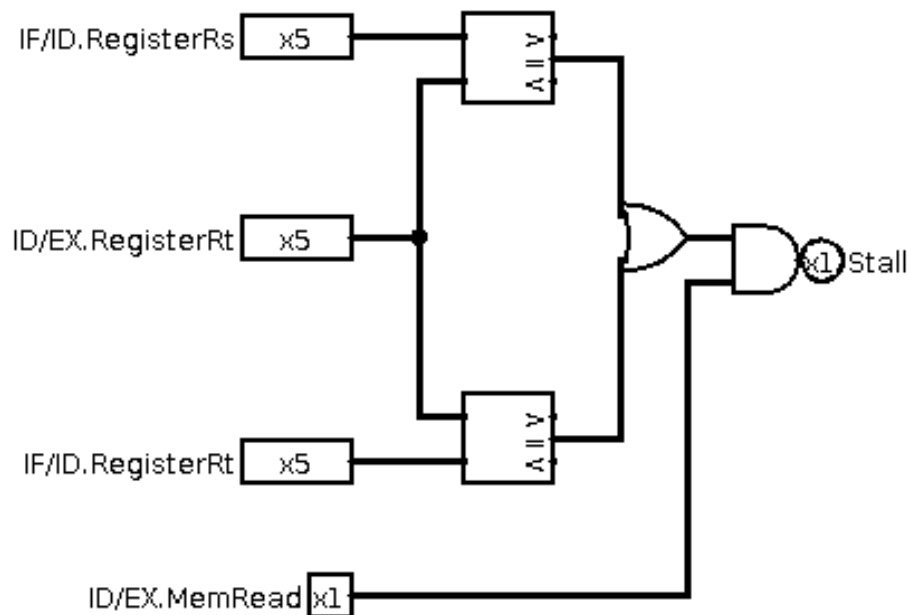 IF/ID.RegisterRs x5
> = <
ID/EX.RegisterRt x5
x1 Stall
> = <
IF/ID.RegisterRt x5
ID/EX.MemRead x1